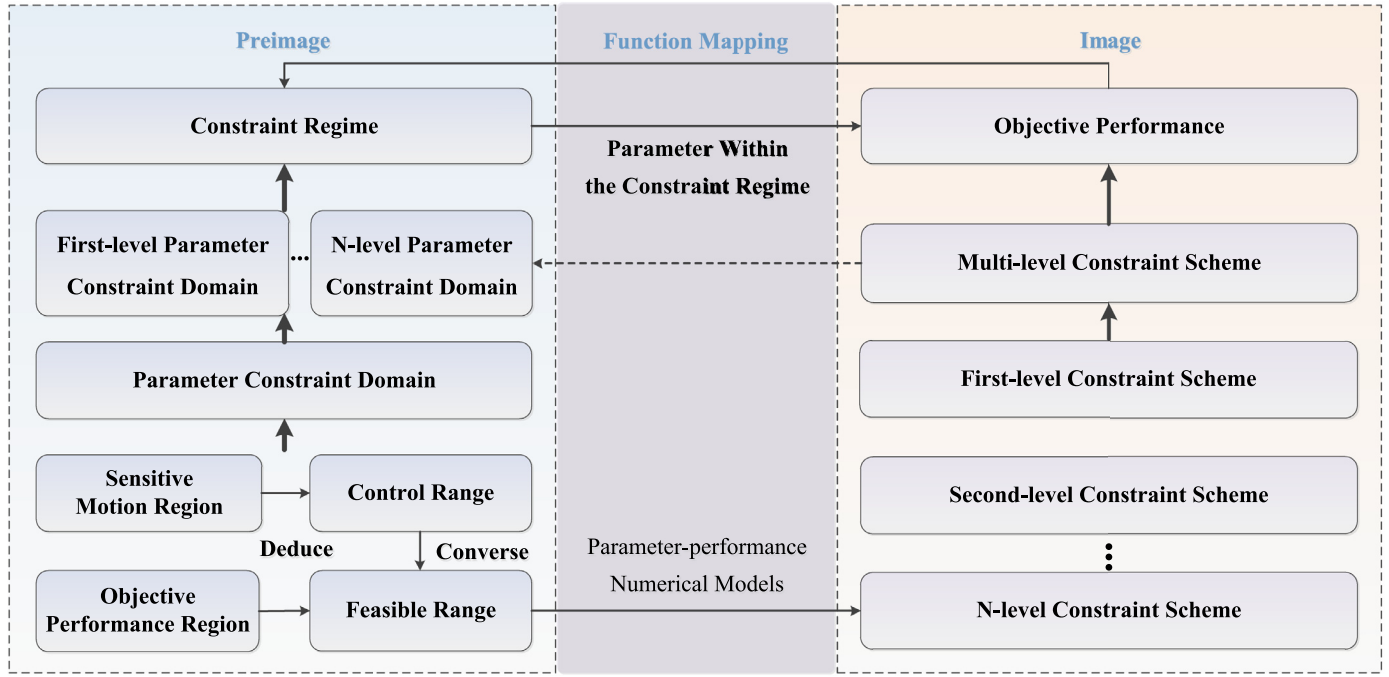 Preimage
Function Mapping
Image
Constraint Regime
Objective Performance
Parameter Within
the Constraint Regime
First-level Parameter
Constraint Domain
...
N-level Parameter
Constraint Domain
Multi-level Constraint Scheme
Parameter Constraint Domain
First-level Constraint Scheme
Sensitive
Motion Region
Control Range
Second-level Constraint Scheme
Deduce
Converse
Parameter-performance
Numerical Models
Objective
Performance Region
Feasible Range
N-level Constraint Scheme